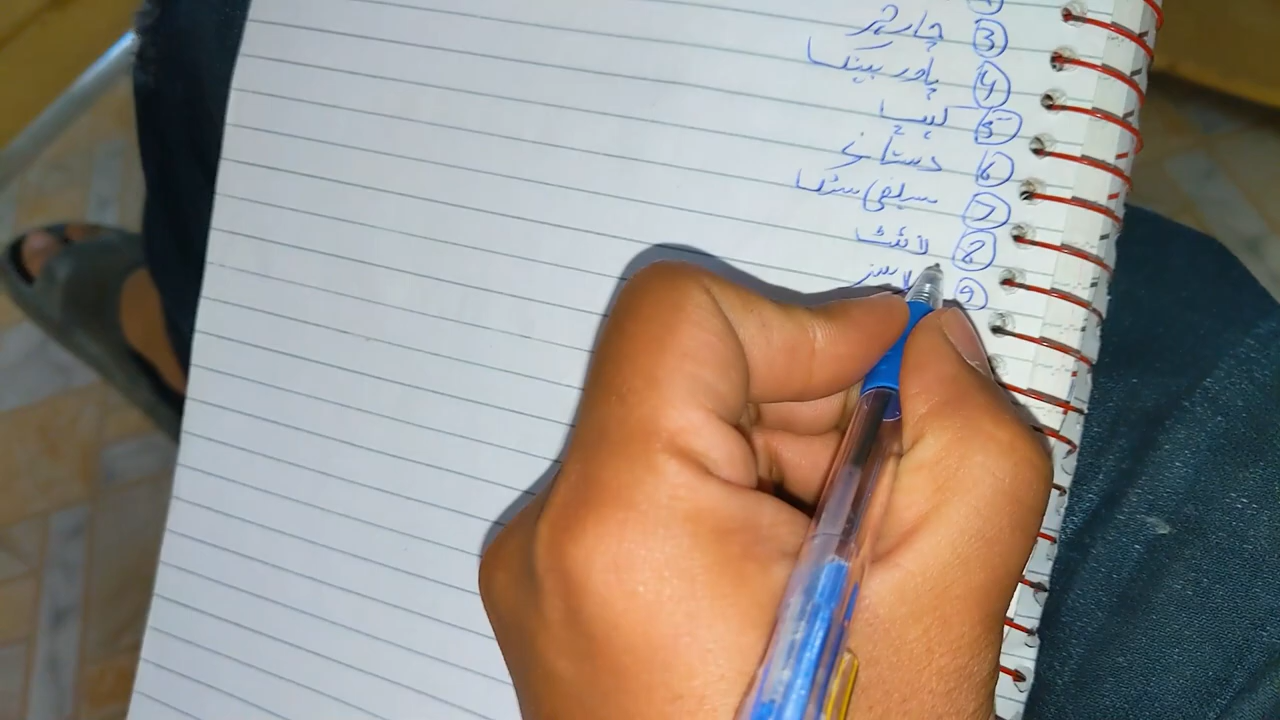 ③ چارجر
④ پاور بینک
⑤ کیپ
⑥ دستانے
⑦ سیلفی سٹک
⑧ لائٹ
⑨